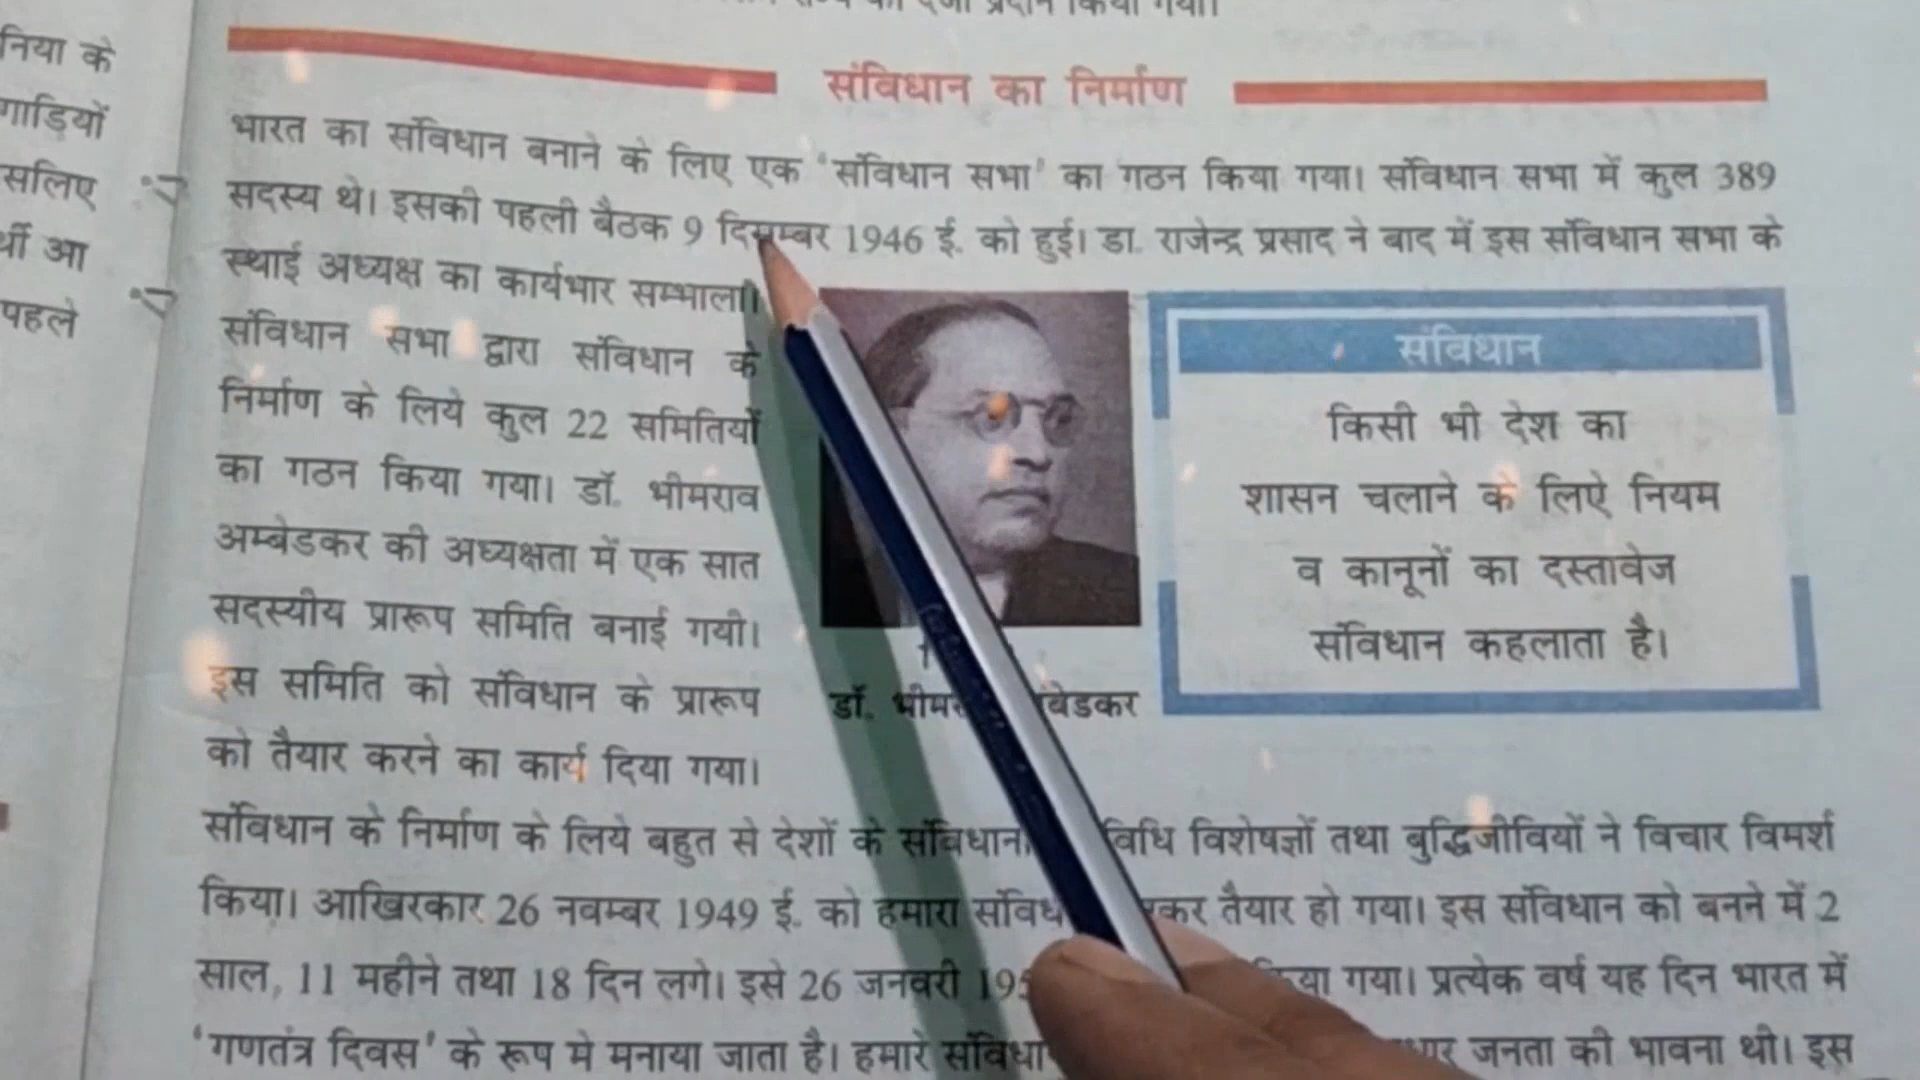 संविधान का निर्माण
भारत का संविधान बनाने के लिए एक 'संविधान सभा' का गठन किया गया। संविधान सभा में कुल 389
सदस्य थे। इसकी पहली बैठक 9 दिसम्बर 1946 ई. को हुई। डा. राजेन्द्र प्रसाद ने बाद में इस संविधान सभा के
स्थाई अध्यक्ष का कार्यभार सम्भाला।
संविधान सभा द्वारा संविधान के
निर्माण के लिये कुल 22 समितियों
का गठन किया गया। डॉ. भीमराव
अम्बेडकर की अध्यक्षता में एक सात
सदस्यीय प्रारूप समिति बनाई गयी।
इस समिति को संविधान के प्रारूप
को तैयार करने का कार्य दिया गया।
डॉ.
संविधान
किसी भी देश का
शासन चलाने के लिऐ नियम
व कानूनों का दस्तावेज
संविधान कहलाता है।
संविधान के निर्माण के लिये बहुत से देशों के विधि विशेषज्ञों तथा बुद्धिजीवियों ने विचार विमर्श
किया। आखिरकार 26 नवम्बर 1949 ई. को हमारा तैयार हो गया। इस संविधान को बनने में 2
साल, 11 महीने तथा 18 दिन लगे। इसे 26 जनवरी गया। प्रत्येक वर्ष यह दिन भारत में
'गणतंत्र दिवस' के रूप मे मनाया जाता है। हमारे जनता की भावना थी। इस
निया के
गाड़ियों
सलिए
र्थी आ
पहले